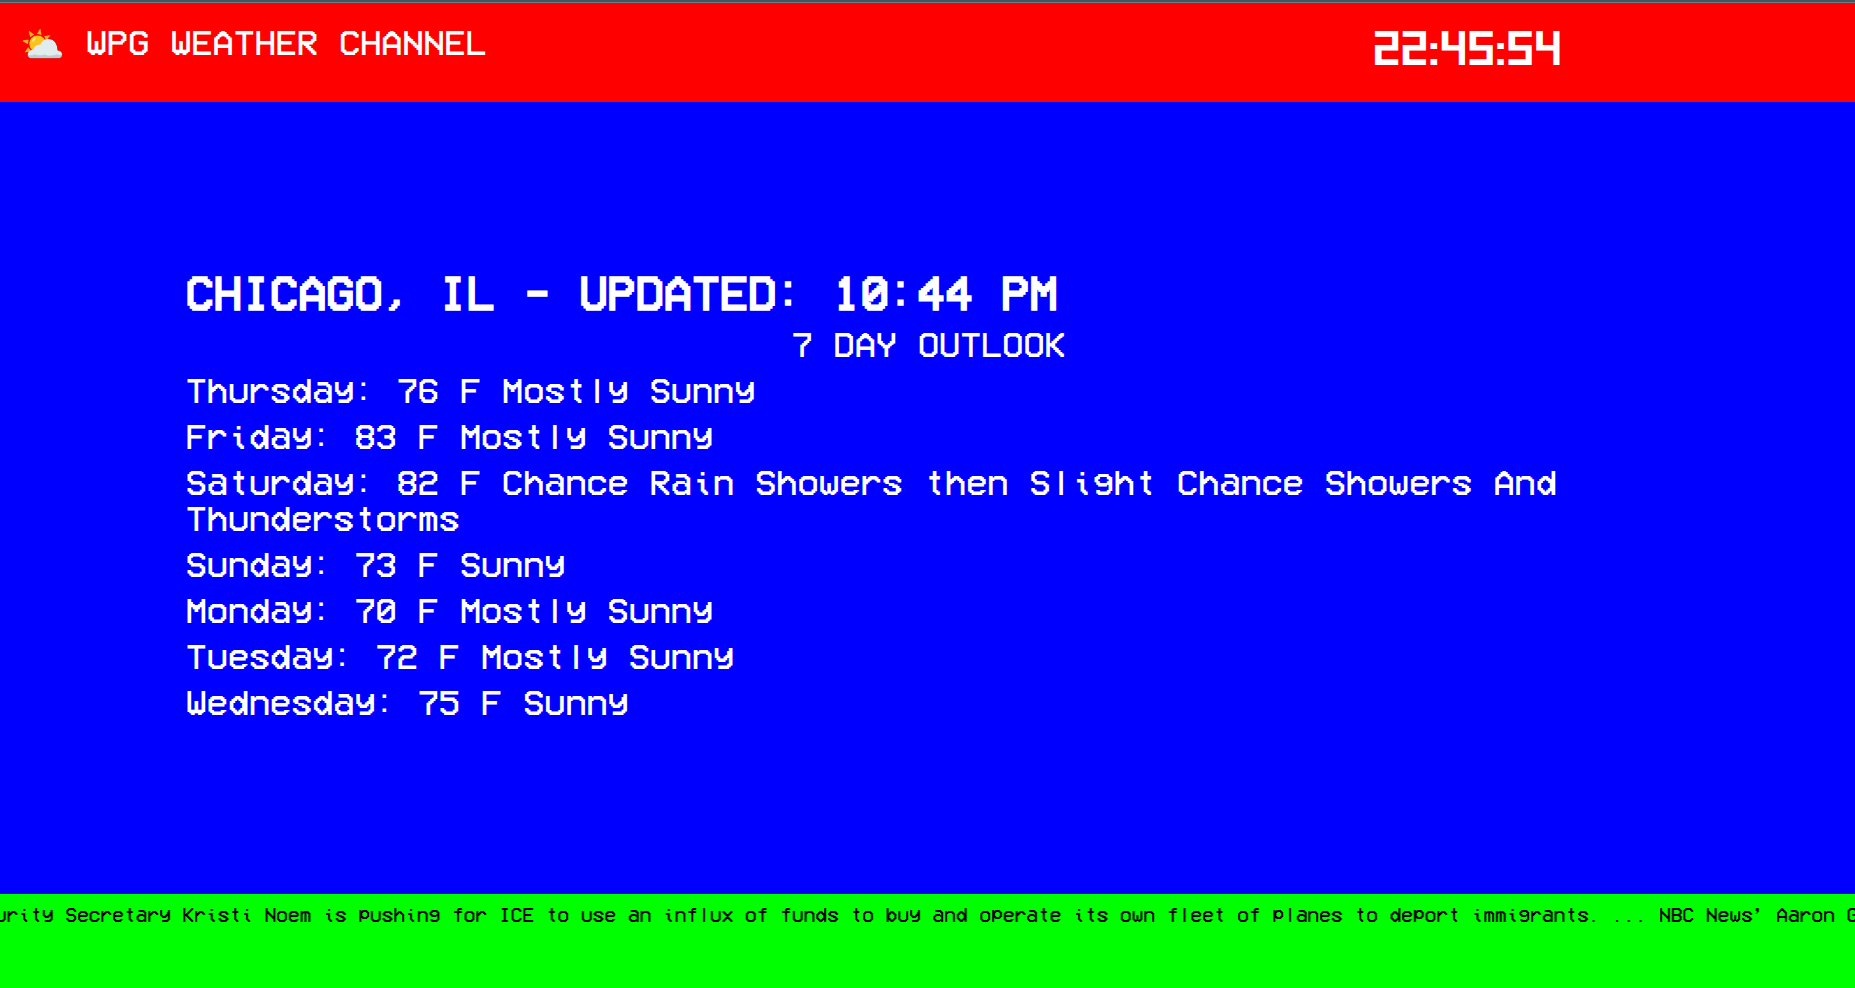 WPG WEATHER CHANNEL
22:45:54
CHICAGO, IL - UPDATED: 10:44 PM
7 DAY OUTLOOK
Thursday: 76 F Mostly Sunny
Friday: 83 F Mostly Sunny
Saturday: 82 F Chance Rain Showers then Slight Chance Showers And
Thunderstorms
Sunday: 73 F Sunny
Monday: 70 F Mostly Sunny
Tuesday: 72 F Mostly Sunny
Wednesday: 75 F Sunny
urity Secretary Kristi Noem is pushing for ICE to use an influx of funds to buy and operate its own fleet of planes to deport immigrants. ... NBC News' Aaron G